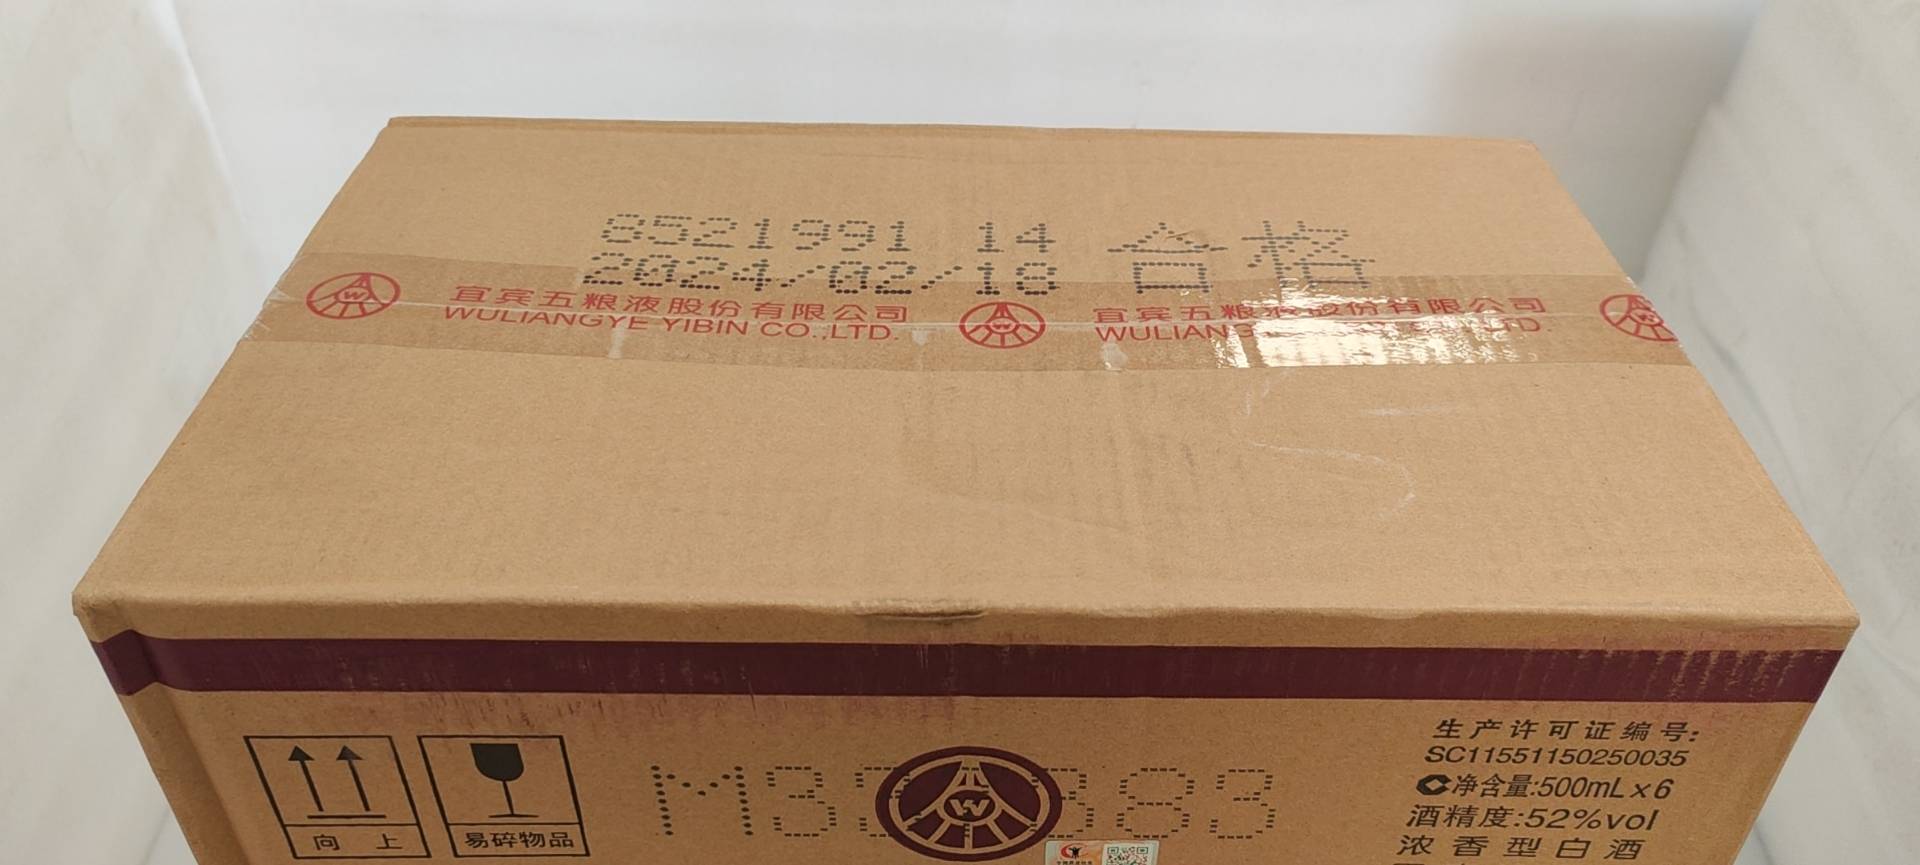 8521991 14 合格
2024/02/18
宜宾五粮液股份有限公司
WULIANGYE YIBIN CO.,LTD.
宜宾五粮液股份有限公司
生产许可证编号:
SC11551150250035
净含量:500mL×6
酒精度:52%vol
浓香型白酒
向上
易碎物品
W